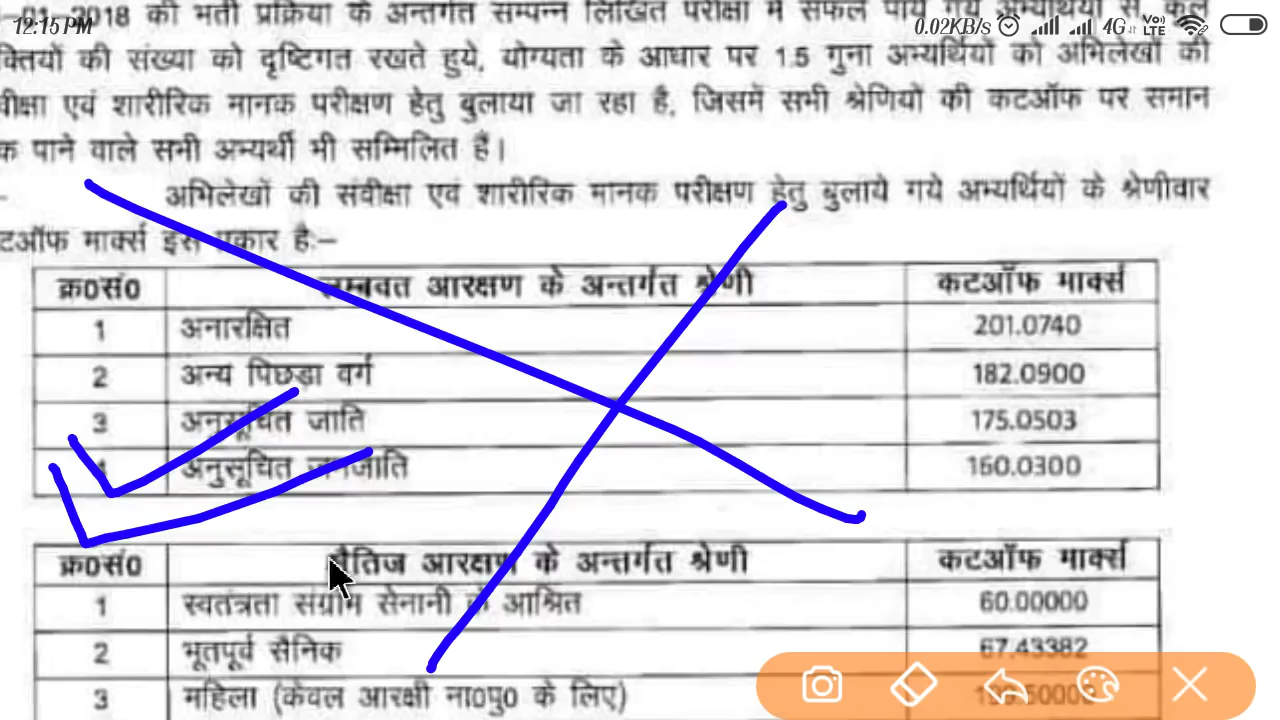 12:15 PM 0.02KB/s 4G VoLTE
01, 2018 की भर्ती प्रक्रिया के अन्तर्गत सम्पन्न लिखित परीक्षा में सफल पाये गये अभ्यर्थियों से, कुल
क्तियों की संख्या को दृष्टिगत रखते हुये, योग्यता के आधार पर 1.5 गुना अभ्यर्थियों को अभिलेखों की
वीक्षा एवं शारीरिक मानक परीक्षण हेतु बुलाया जा रहा है, जिसमें सभी श्रेणियों की कटऑफ पर समान
क पाने वाले सभी अभ्यर्थी भी सम्मिलित हैं।
अभिलेखों की संवीक्षा एवं शारीरिक मानक परीक्षण हेतु बुलाये गये अभ्यर्थियों के श्रेणीवार
टऑफ मार्क्स इस प्रकार है:–
क्र0सं0 लम्बवत आरक्षण के अन्तर्गत श्रेणी कटऑफ मार्क्स
1 अनारक्षित 201.0740
2 अन्य पिछड़ा वर्ग 182.0900
3 अनुसूचित जाति 175.0503
4 अनुसूचित जनजाति 160.0300
क्र0सं0 क्षैतिज आरक्षण के अन्तर्गत श्रेणी कटऑफ मार्क्स
1 स्वतंत्रता संग्राम सेनानी के आश्रित 60.00000
2 भूतपूर्व सैनिक 67.43382
3 महिला (केवल आरक्षी ना0पु0 के लिए)